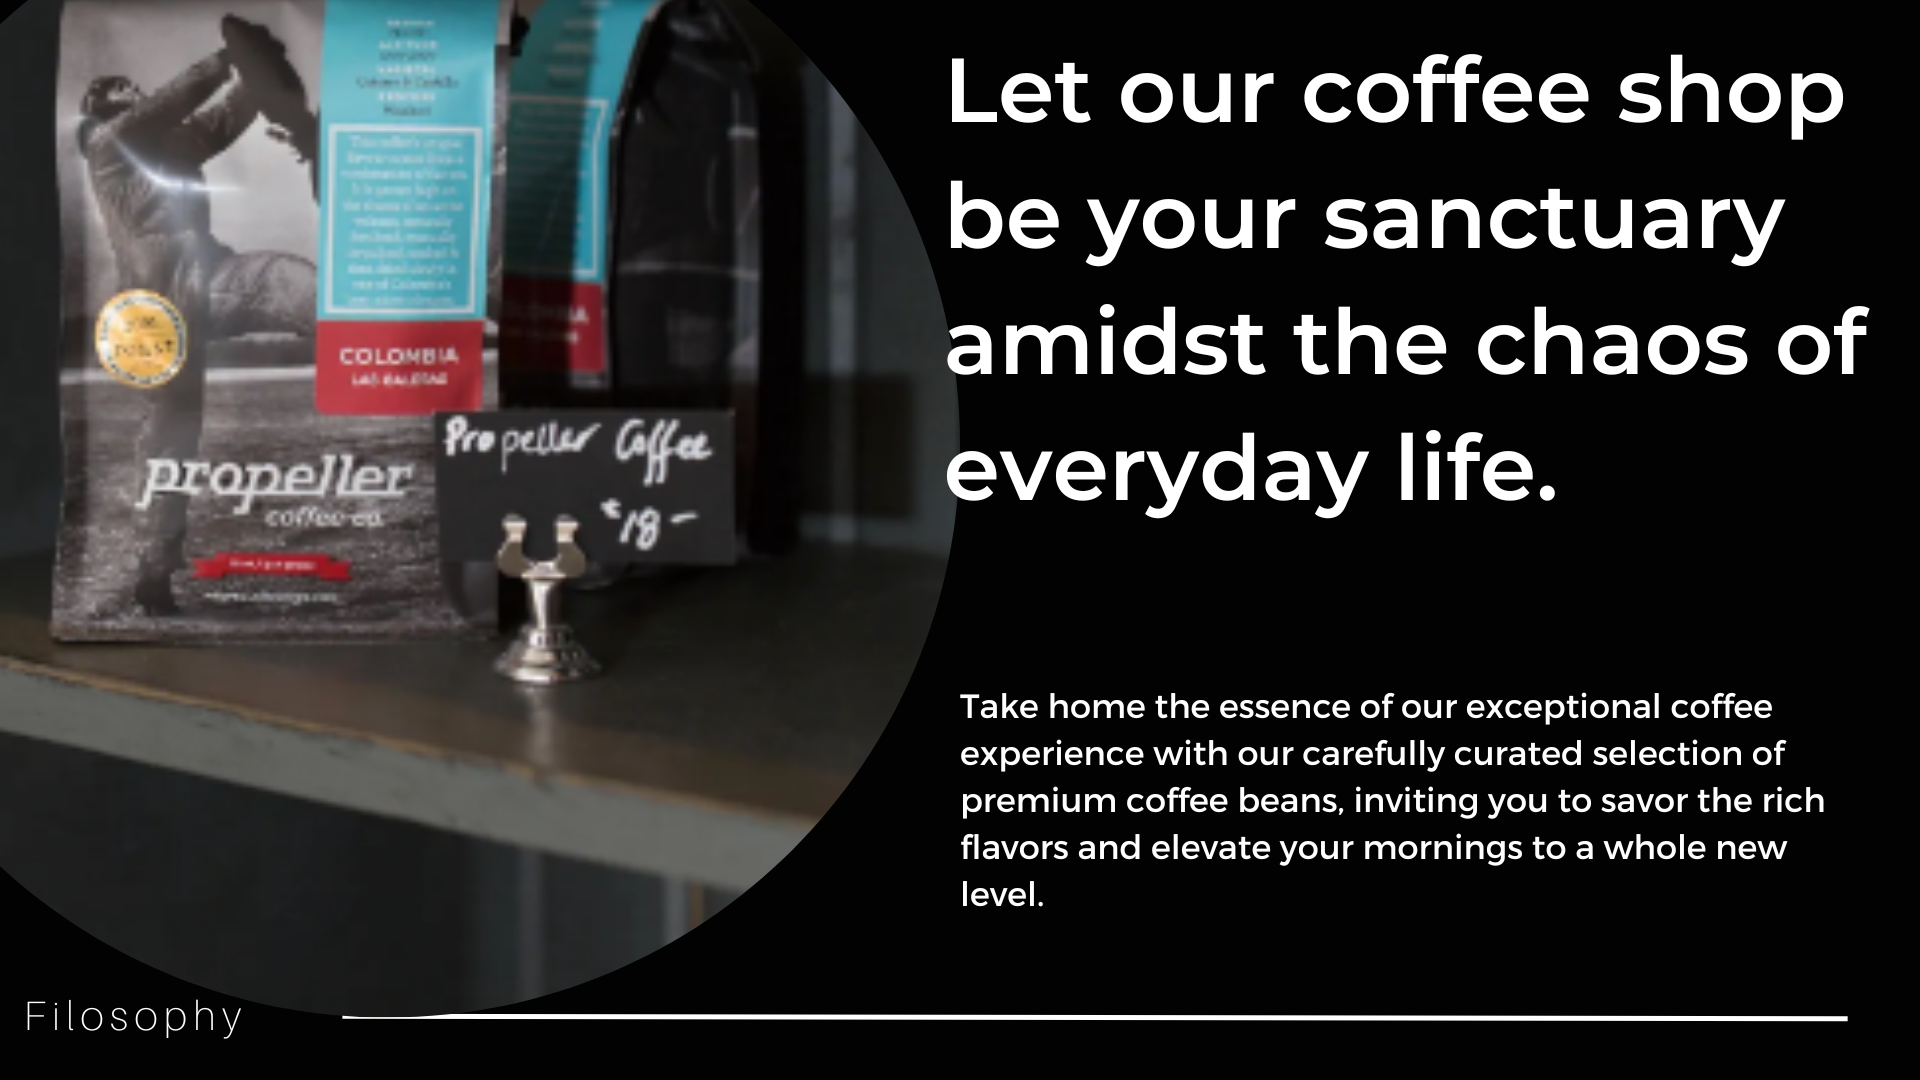 Let our coffee shop
be your sanctuary
amidst the chaos of
everyday life.
Take home the essence of our exceptional coffee
experience with our carefully curated selection of
premium coffee beans, inviting you to savor the rich
flavors and elevate your mornings to a whole new
level.
COLOMBIA
propeller
coffee co.
Propeller Coffee
18-
Filosophy